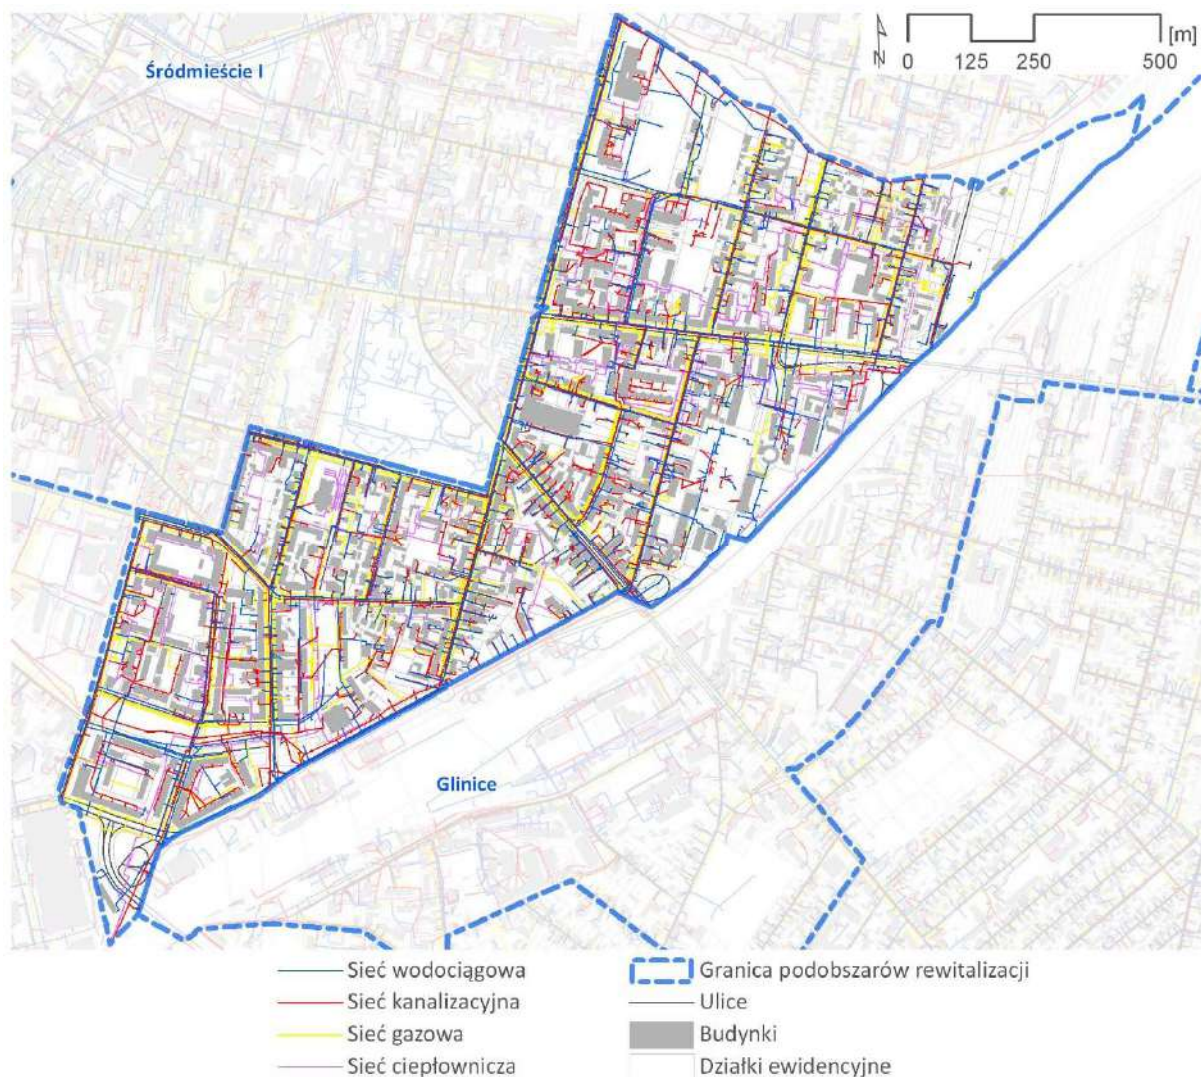 Śródmieście I
N
[m]
0 125 250 500
Glinice
Sieć wodociągowa
Sieć kanalizacyjna
Sieć gazowa
Sieć ciepłownicza
Granica podobszarów rewitalizacji
Ulice
Budynki
Działki ewidencyjne